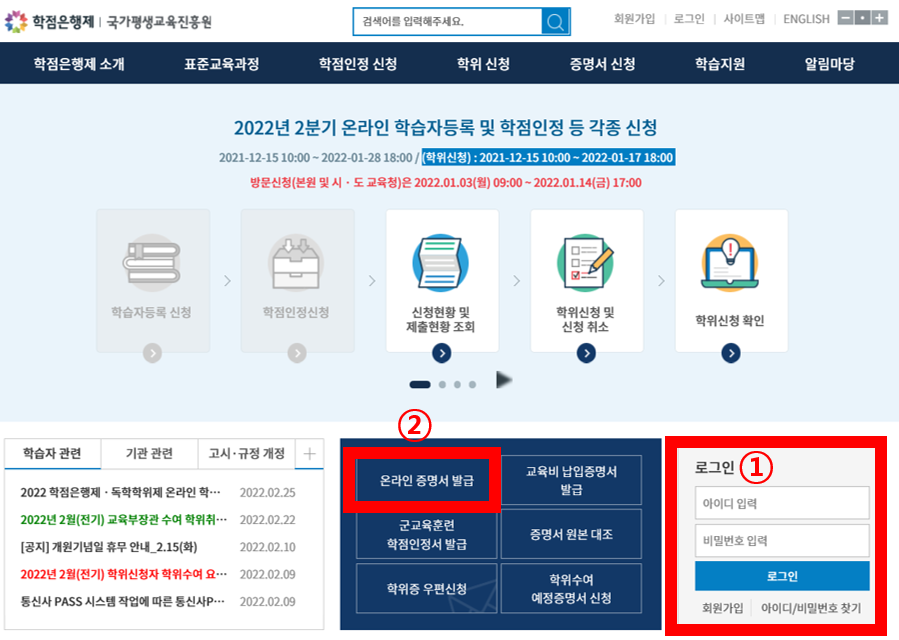 학점은행제 | 국가평생교육진흥원
검색어를 입력해주세요.
회원가입 | 로그인 | 사이트맵 | ENGLISH
학점은행제 소개 표준교육과정 학점인정 신청 학위 신청 증명서 신청 학습지원 알림마당
2022년 2분기 온라인 학습자등록 및 학점인정 등 각종 신청
2021-12-15 10:00 ~ 2022-01-28 18:00 / (학위신청) : 2021-12-15 10:00 ~ 2022-01-17 18:00
방문신청(본원 및 시·도 교육청)은 2022.01.03(월) 09:00 ~ 2022.01.14(금) 17:00
학습자등록 신청
학점인정신청
신청현황 및
제출현황 조회
학위신청 및
신청 취소
학위신청 확인
학습자 관련 기관 관련 고시·규정 개정 +
2022 학점은행제·독학학위제 온라인 학··· 2022.02.25
2022년 2월(전기) 교육부장관 수여 학위취··· 2022.02.22
[공지] 개원기념일 휴무 안내_2.15(화) 2022.02.10
2022년 2월(전기) 학위신청자 학위수여 요··· 2022.02.09
통신사 PASS 시스템 작업에 따른 통신사P··· 2022.02.09
②
온라인 증명서 발급
교육비 납입증명서
발급
군교육훈련
학점인정서 발급
증명서 원본 대조
학위증 우편신청
학위수여
예정증명서 신청
로그인 ①
아이디 입력
비밀번호 입력
로그인
회원가입 | 아이디/비밀번호 찾기